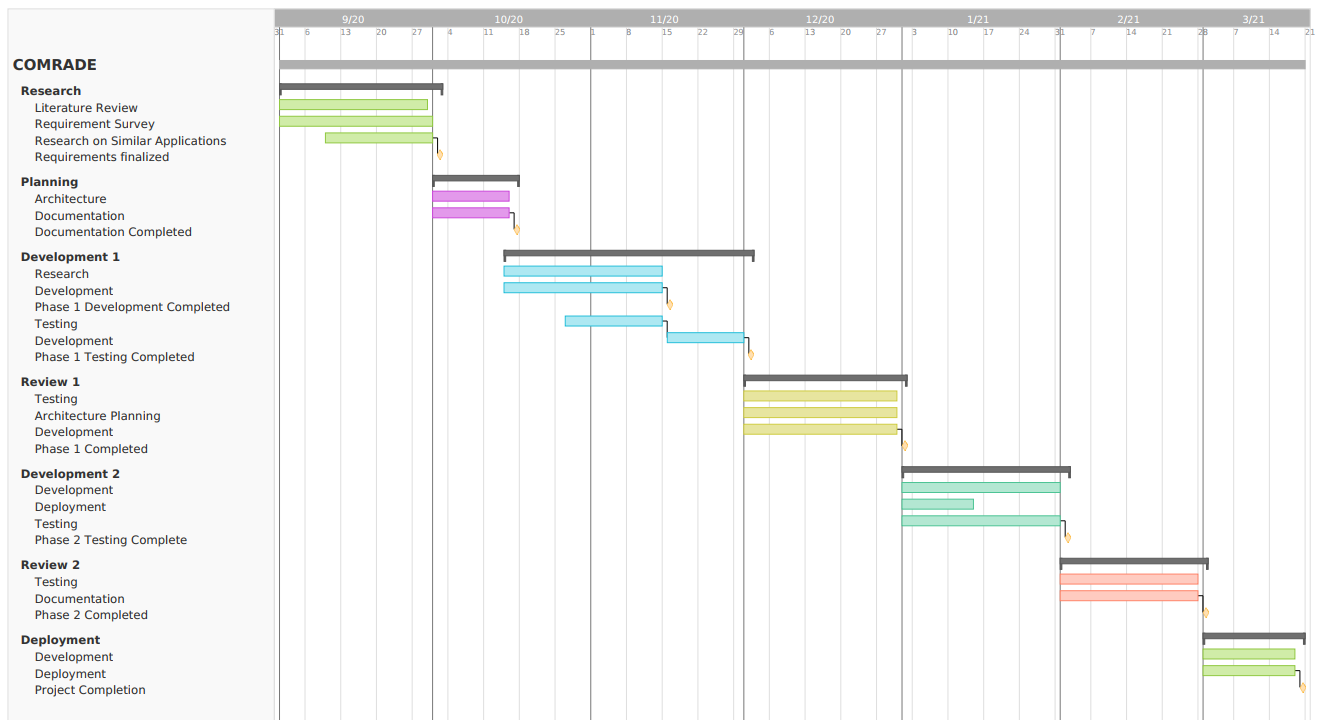 9/20 10/20 11/20 12/20 1/21 2/21 3/21
31 6 13 20 27 4 11 18 25 1 8 15 22 29 6 13 20 27 3 10 17 24 31 7 14 21 28 7 14 21
COMRADE
Research
Literature Review
Requirement Survey
Research on Similar Applications
Requirements finalized
Planning
Architecture
Documentation
Documentation Completed
Development 1
Research
Development
Phase 1 Development Completed
Testing
Development
Phase 1 Testing Completed
Review 1
Testing
Architecture Planning
Development
Phase 1 Completed
Development 2
Development
Deployment
Testing
Phase 2 Testing Complete
Review 2
Testing
Documentation
Phase 2 Completed
Deployment
Development
Deployment
Project Completion